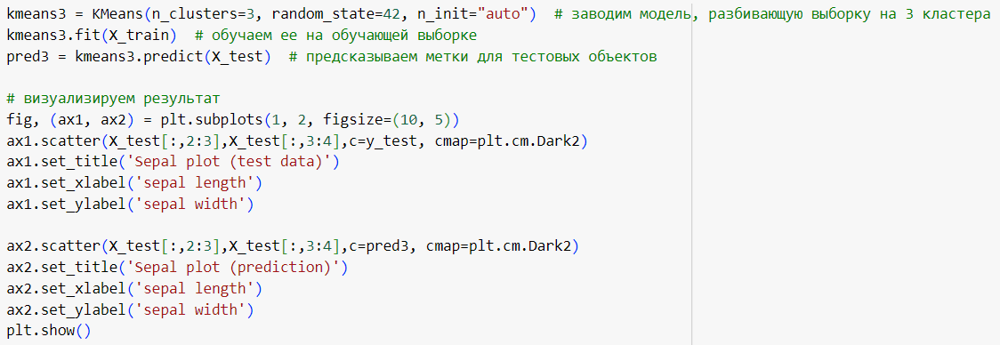 kmeans3 = KMeans(n_clusters=3, random_state=42, n_init="auto")  # заводим модель, разбивающую выборку на 3 кластера
kmeans3.fit(X_train)  # обучаем ее на обучающей выборке
pred3 = kmeans3.predict(X_test)  # предсказываем метки для тестовых объектов

# визуализируем результат
fig, (ax1, ax2) = plt.subplots(1, 2, figsize=(10, 5))
ax1.scatter(X_test[:,2:3],X_test[:,3:4],c=y_test, cmap=plt.cm.Dark2)
ax1.set_title('Sepal plot (test data)')
ax1.set_xlabel('sepal length')
ax1.set_ylabel('sepal width')

ax2.scatter(X_test[:,2:3],X_test[:,3:4],c=pred3, cmap=plt.cm.Dark2)
ax2.set_title('Sepal plot (prediction)')
ax2.set_xlabel('sepal length')
ax2.set_ylabel('sepal width')
plt.show()